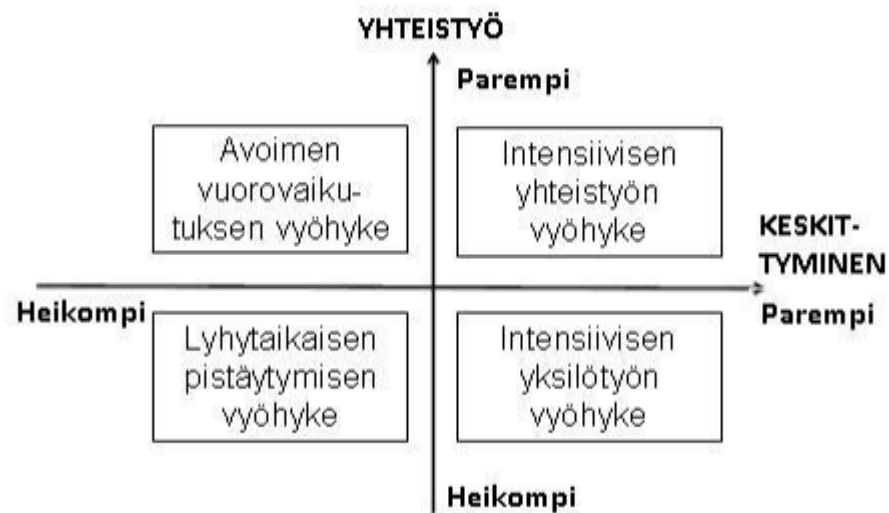 YHTEISTYÖ
Parempi
Avoimen
vuorovaiku-
tuksen vyöhyke
Intensiivisen
yhteistyön
vyöhyke
KESKIT-
TYMINEN
Heikompi
Parempi
Lyhytaikaisen
pistäytymisen
vyöhyke
Intensiivisen
yksilötyön
vyöhyke
Heikompi